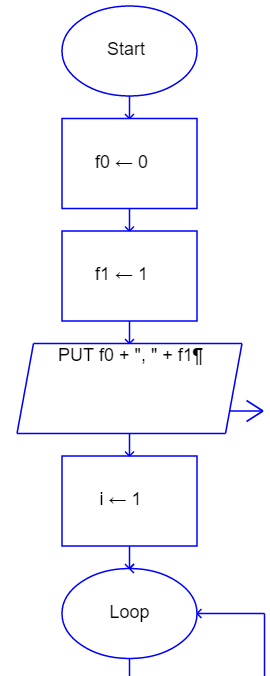 Start
f0 ← 0
f1 ← 1
PUT f0 + ", " + f1¶
i ← 1
Loop